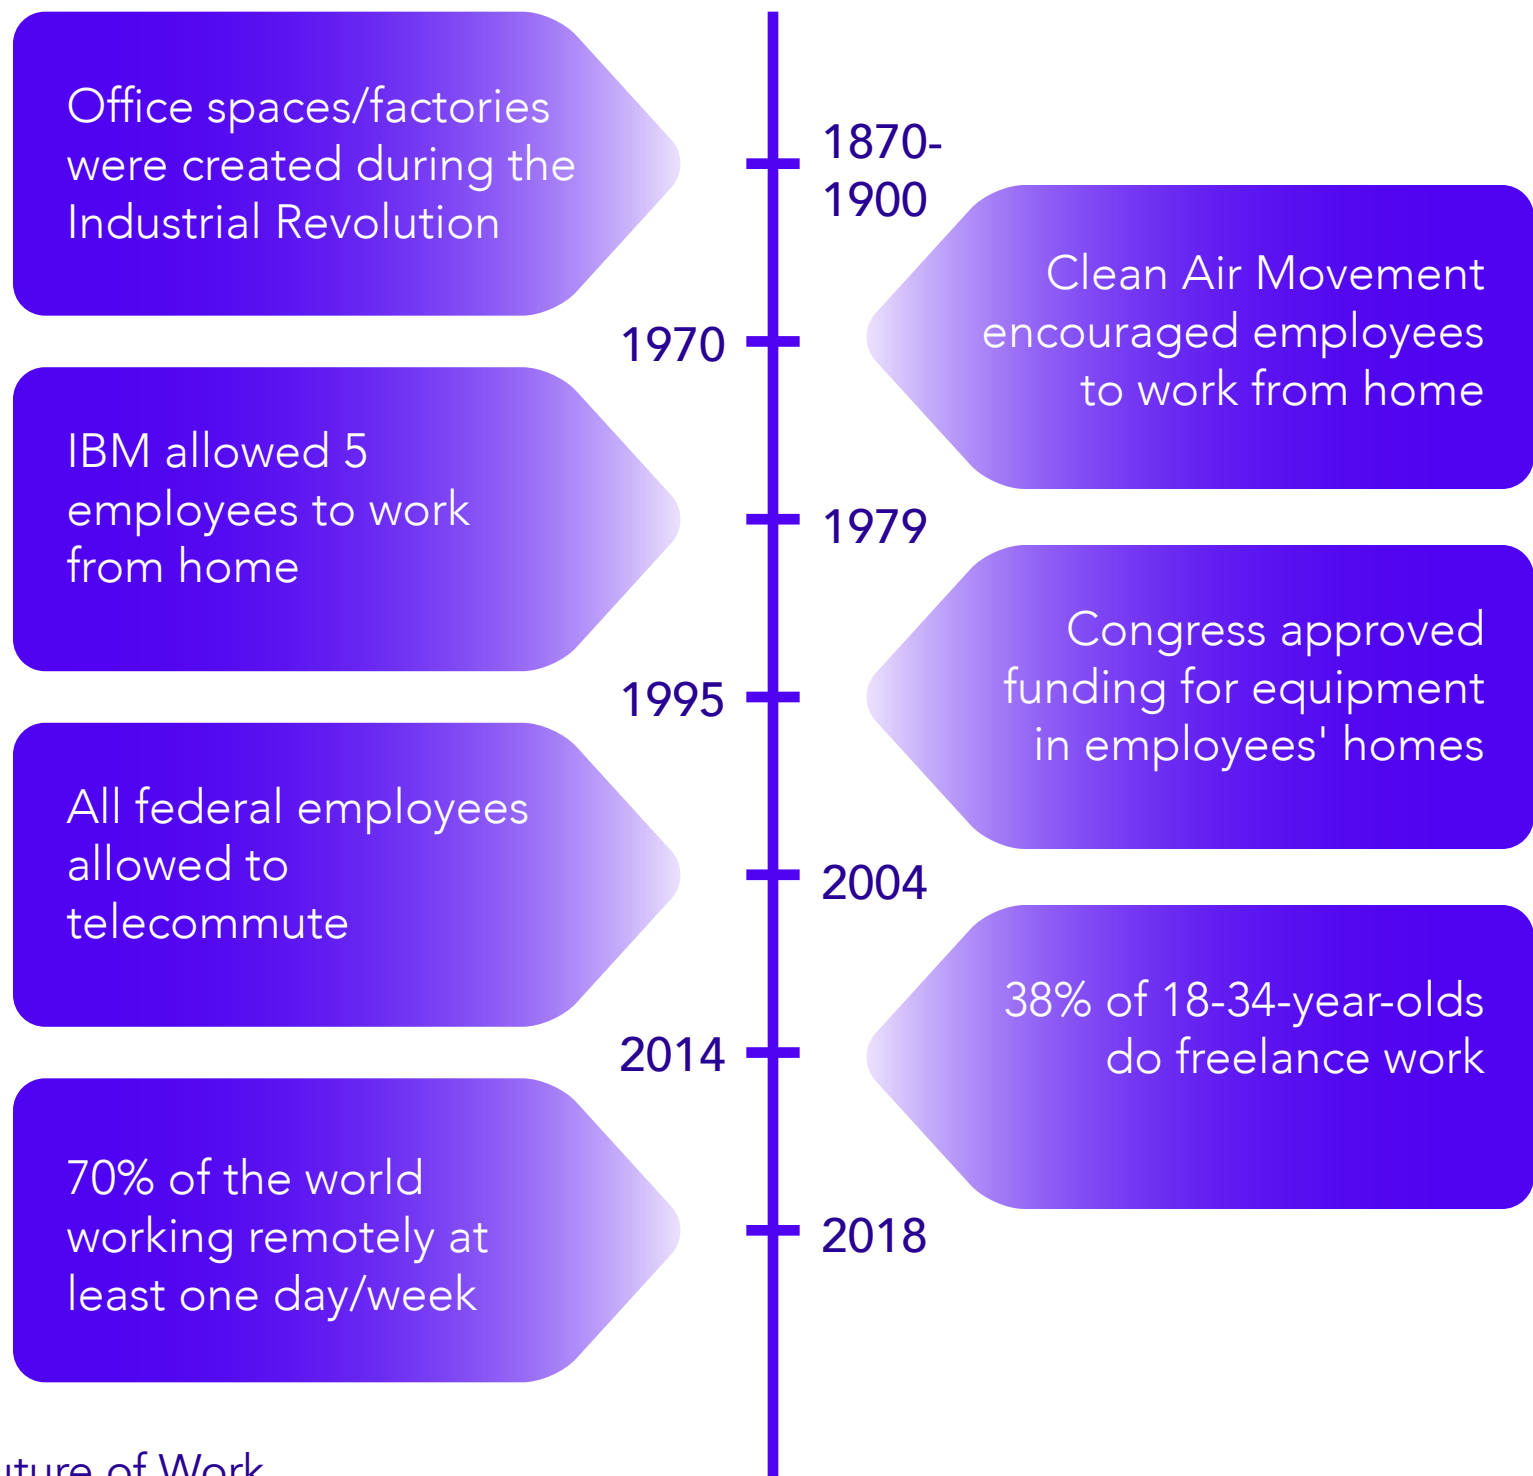 Office spaces/factories
were created during the
Industrial Revolution
1870-
1900
Clean Air Movement
encouraged employees
to work from home
1970
IBM allowed 5
employees to work
from home
1979
Congress approved
funding for equipment
in employees' homes
1995
All federal employees
allowed to
telecommute
2004
38% of 18-34-year-olds
do freelance work
2014
70% of the world
working remotely at
least one day/week
2018
of Work